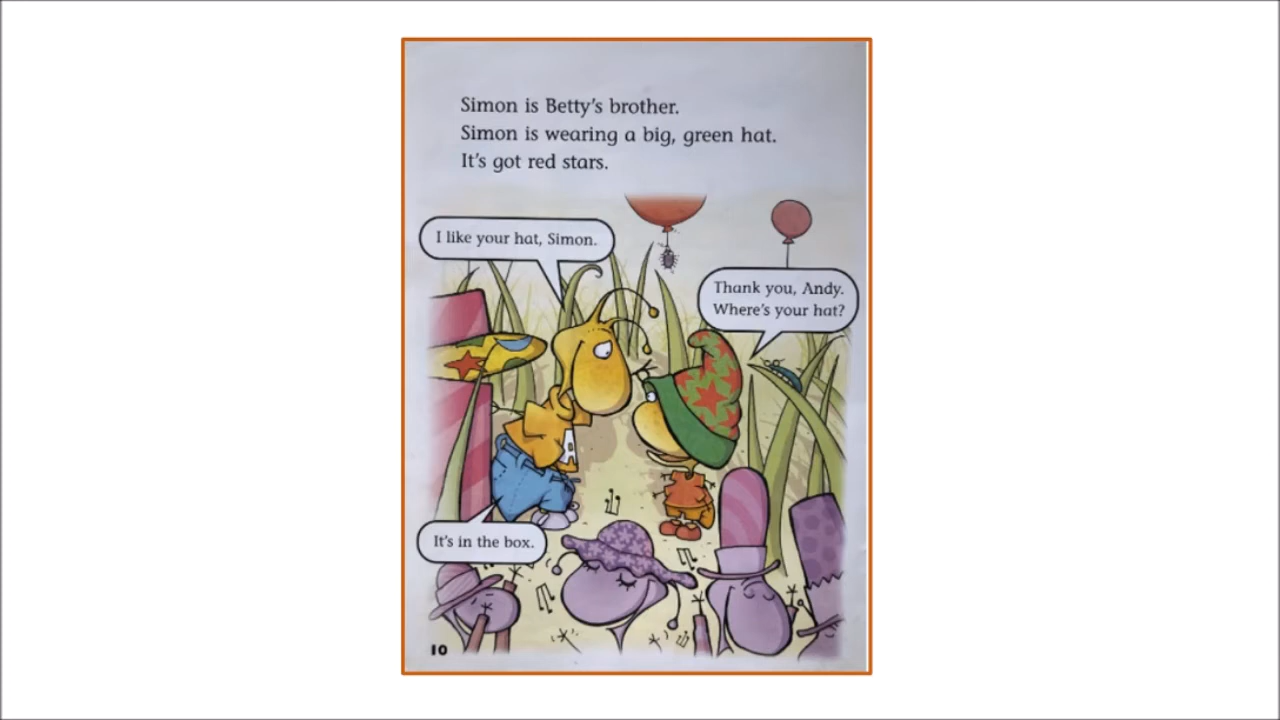 Simon is Betty's brother.
Simon is wearing a big, green hat.
It's got red stars.
I like your hat, Simon.
Thank you, Andy.
Where's your hat?
It's in the box.
10